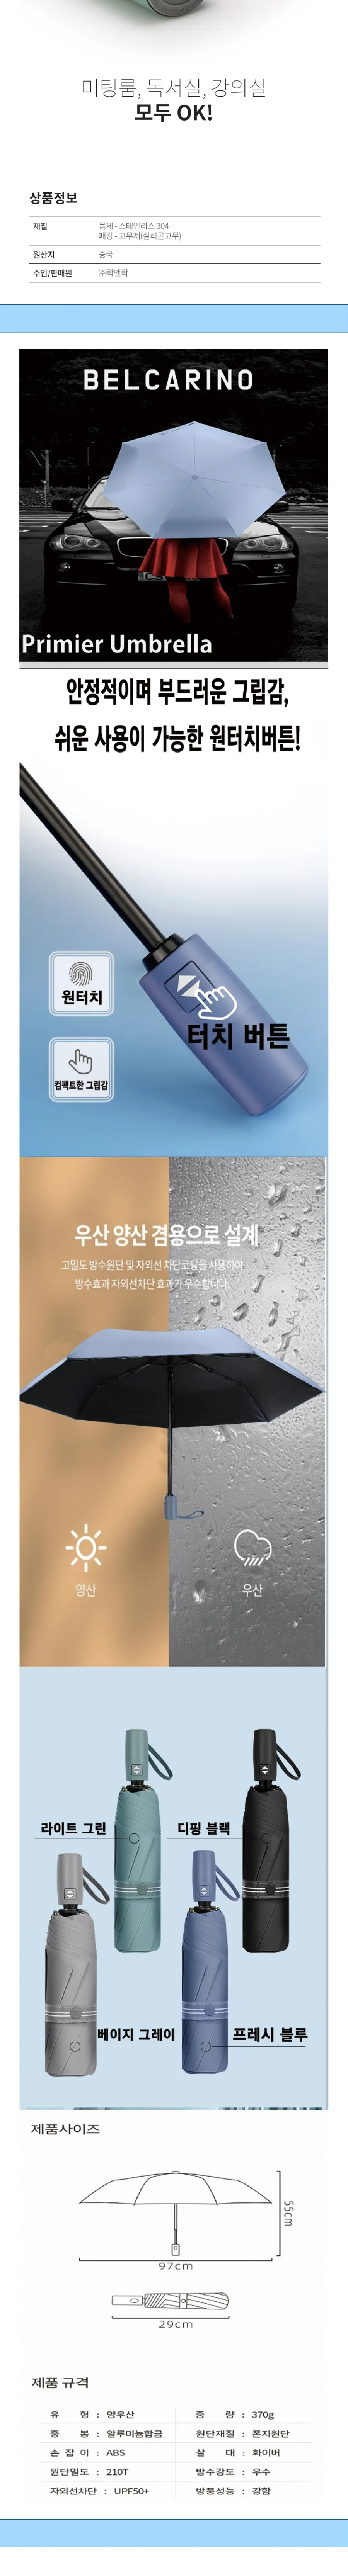 미팅룸, 독서실, 강의실
모두 OK!
상품정보
재질 몸체 - 스테인리스 304
패킹 - 고무제(실리콘고무)
원산지 중국
수입/판매원 ㈜락앤락
BELCARINO
Primier Umbrella
안정적이며 부드러운 그립감,
쉬운 사용이 가능한 원터치버튼!
원터치
터치 버튼
컴팩트한 그립감
우산 양산 겸용으로 설계
고밀도 방수원단 및 자외선 차단코팅을 사용하여
방수효과 자외선차단 효과가 우수합니다.
양산
우산
라이트 그린
디핑 블랙
베이지 그레이
프레시 블루
제품사이즈
55cm
97cm
29cm
제품 규격
유 형 : 양우산
중 량 : 370g
중 봉 : 알루미늄합금
원단재질 : 폰지원단
손 잡 이 : ABS
살 대 : 화이버
원단밀도 : 210T
방수강도 : 우수
자외선차단 : UPF50+
방풍성능 : 강함